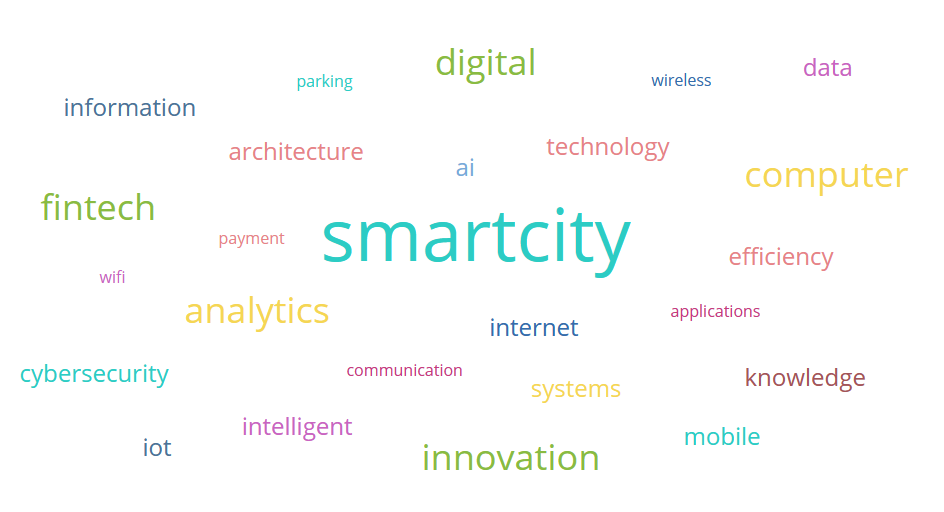 digital
data
parking
wireless
information
architecture
technology
ai
computer
fintech
smartcity
payment
efficiency
wifi
analytics
applications
internet
cybersecurity
communication
knowledge
systems
intelligent
mobile
iot
innovation